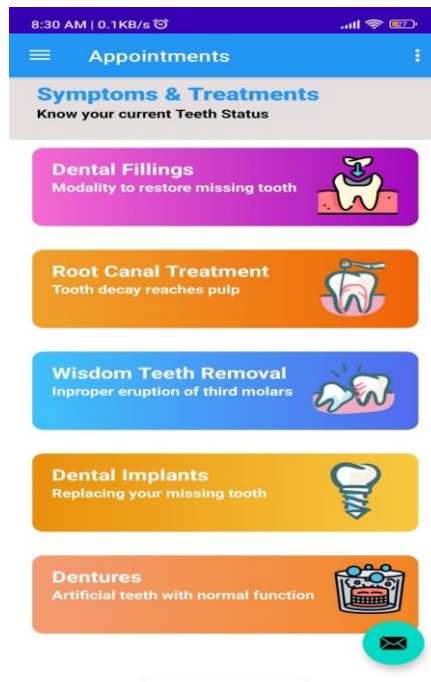 8:30 AM | 0.1KB/s
Appointments
Symptoms & Treatments
Know your current Teeth Status
Dental Fillings
Modality to restore missing tooth
Root Canal Treatment
Tooth decay reaches pulp
Wisdom Teeth Removal
Inproper eruption of third molars
Dental Implants
Replacing your missing tooth
Dentures
Artificial teeth with normal function